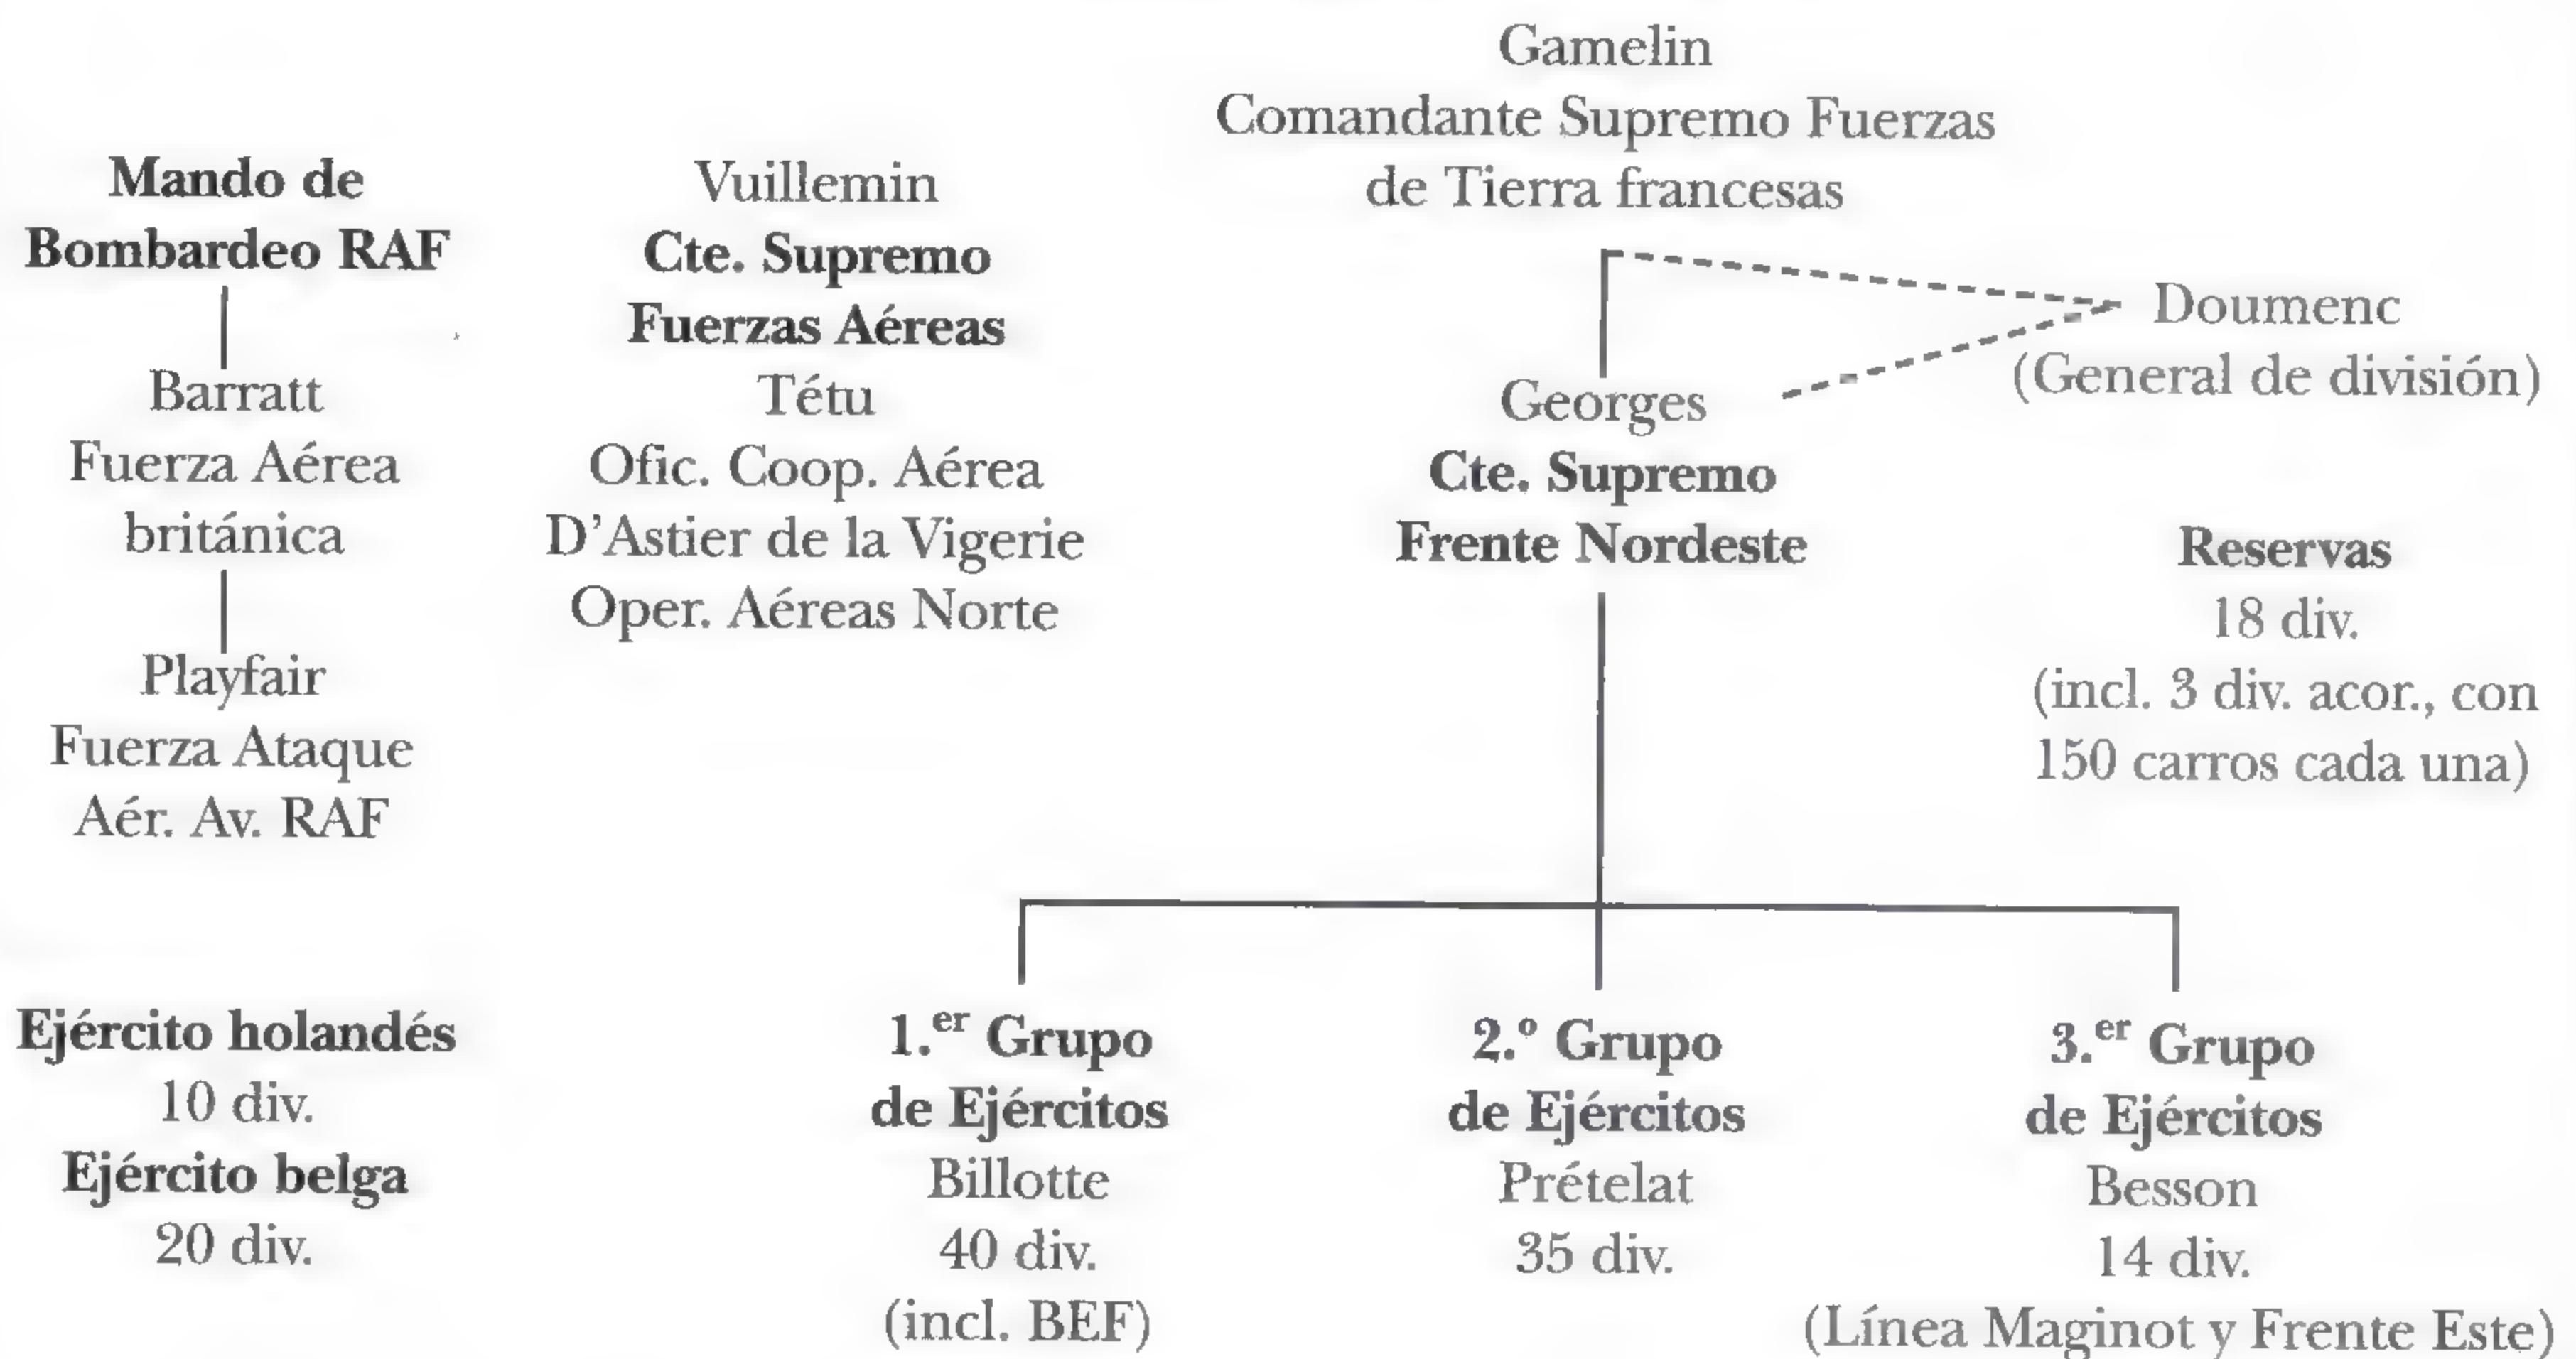 Gamelin
Comandante Supremo Fuerzas
de Tierra francesas
Mando de
Bombardeo RAF
Barratt
Fuerza Aérea
británica
Playfair
Fuerza Ataque
Aér. Av. RAF
Vuillemin
Cte. Supremo
Fuerzas Aéreas
Tétu
Ofic. Coop. Aérea
D’Astier de la Vigerie
Oper. Aéreas Norte
Georges
Cte. Supremo
Frente Nordeste
Doumenc
(General de división)
Reservas
18 div.
(incl. 3 div. acor., con
150 carros cada una)
Ejército holandés
10 div.
Ejército belga
20 div.
1.er Grupo
de Ejércitos
Billotte
40 div.
(incl. BEF)
2.º Grupo
de Ejércitos
Prételat
35 div.
3.er Grupo
de Ejércitos
Besson
14 div.
(Línea Maginot y Frente Este)